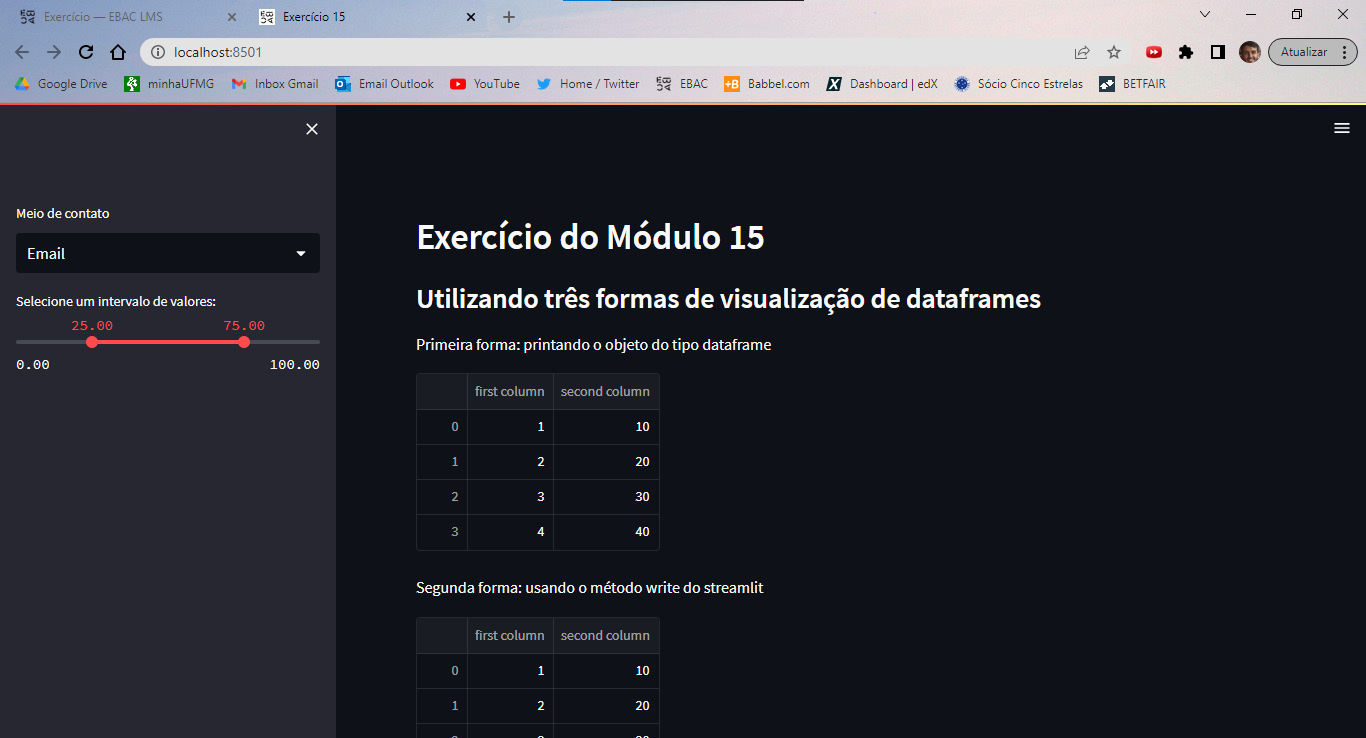 Exercício — EBAC LMS
Exercício 15
localhost:8501
Atualizar
Google Drive
minhaUFMG
Inbox Gmail
Email Outlook
YouTube
Home / Twitter
EBAC
Babbel.com
Dashboard | edX
Sócio Cinco Estrelas
BETFAIR
Meio de contato
Email
Selecione um intervalo de valores:
25.00 75.00
0.00 100.00
Exercício do Módulo 15
Utilizando três formas de visualização de dataframes
Primeira forma: printando o objeto do tipo dataframe
first column second column
0 1 10
1 2 20
2 3 30
3 4 40
Segunda forma: usando o método write do streamlit
first column second column
0 1 10
1 2 20